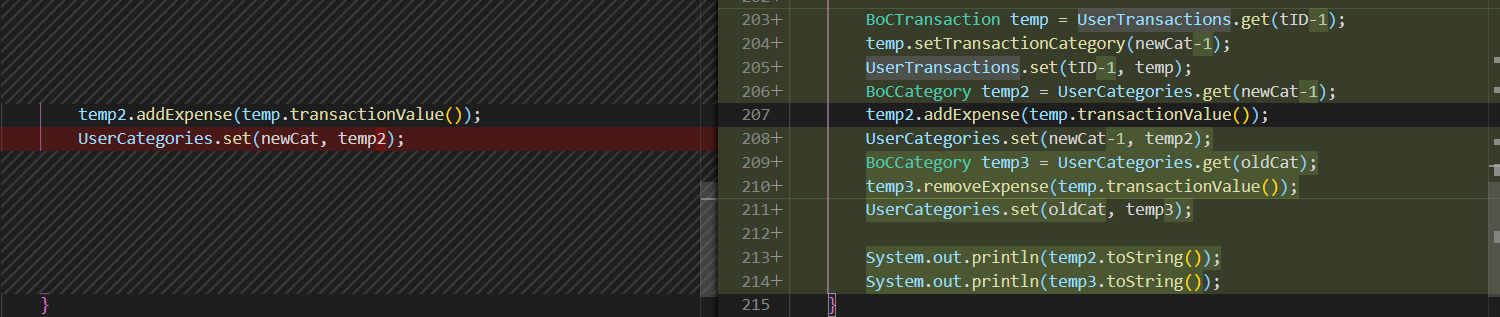 203+ BoCTransaction temp = UserTransactions.get(tID-1);
204+ temp.setTransactionCategory(newCat-1);
205+ UserTransactions.set(tID-1, temp);
206+ BoCCategory temp2 = UserCategories.get(newCat-1);
temp2.addExpense(temp.transactionValue()); 207 temp2.addExpense(temp.transactionValue());
UserCategories.set(newCat, temp2); 208+ UserCategories.set(newCat-1, temp2);
209+ BoCCategory temp3 = UserCategories.get(oldCat);
210+ temp3.removeExpense(temp.transactionValue());
211+ UserCategories.set(oldCat, temp3);
212+
213+ System.out.println(temp2.toString());
214+ System.out.println(temp3.toString());
} 215 }